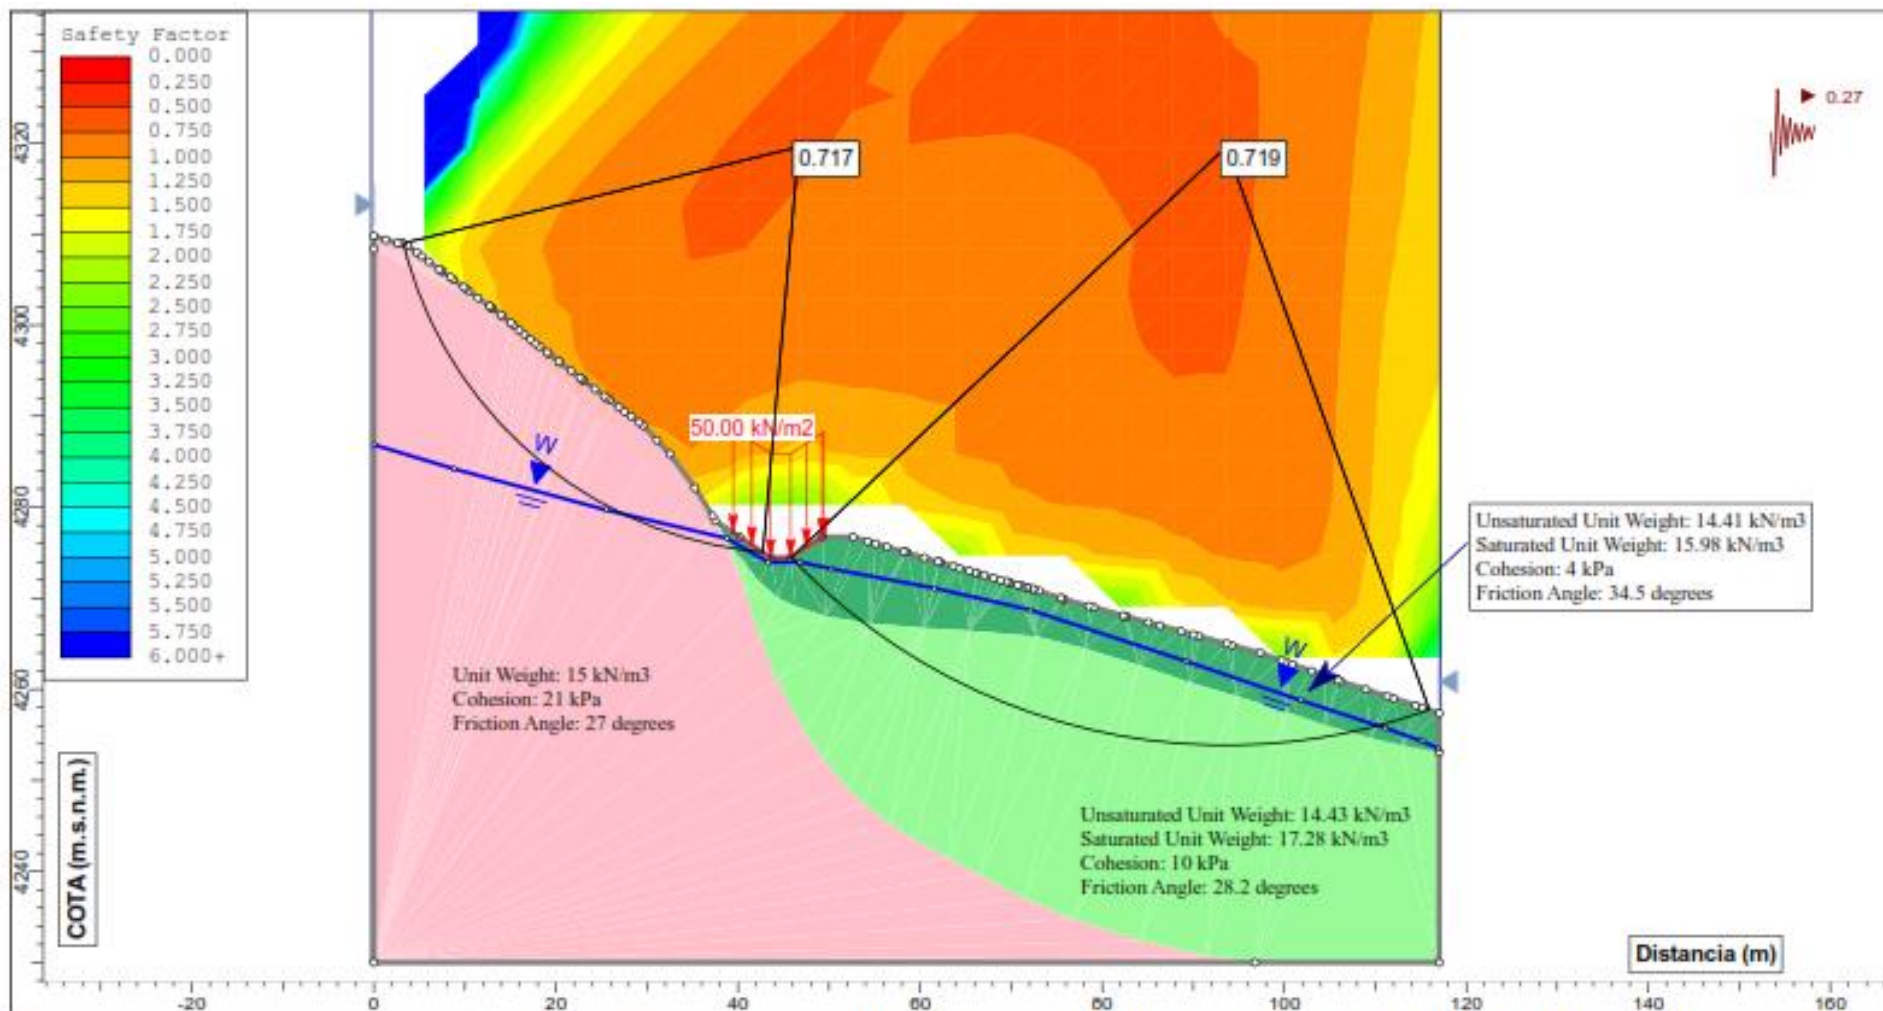 Safety Factor
0.000
0.250
0.500
0.750
1.000
1.250
1.500
1.750
2.000
2.250
2.500
2.750
3.000
3.250
3.500
3.750
4.000
4.250
4.500
4.750
5.000
5.250
5.500
5.750
6.000+
0.717
0.719
0.27
50.00 kN/m2
W
W
Unsaturated Unit Weight: 14.41 kN/m3
Saturated Unit Weight: 15.98 kN/m3
Cohesion: 4 kPa
Friction Angle: 34.5 degrees
Unit Weight: 15 kN/m3
Cohesion: 21 kPa
Friction Angle: 27 degrees
Unsaturated Unit Weight: 14.43 kN/m3
Saturated Unit Weight: 17.28 kN/m3
Cohesion: 10 kPa
Friction Angle: 28.2 degrees
4320
4300
4280
4260
4240
COTA (m.s.n.m.)
Distancia (m)
-20
0
20
40
60
80
100
120
140
160